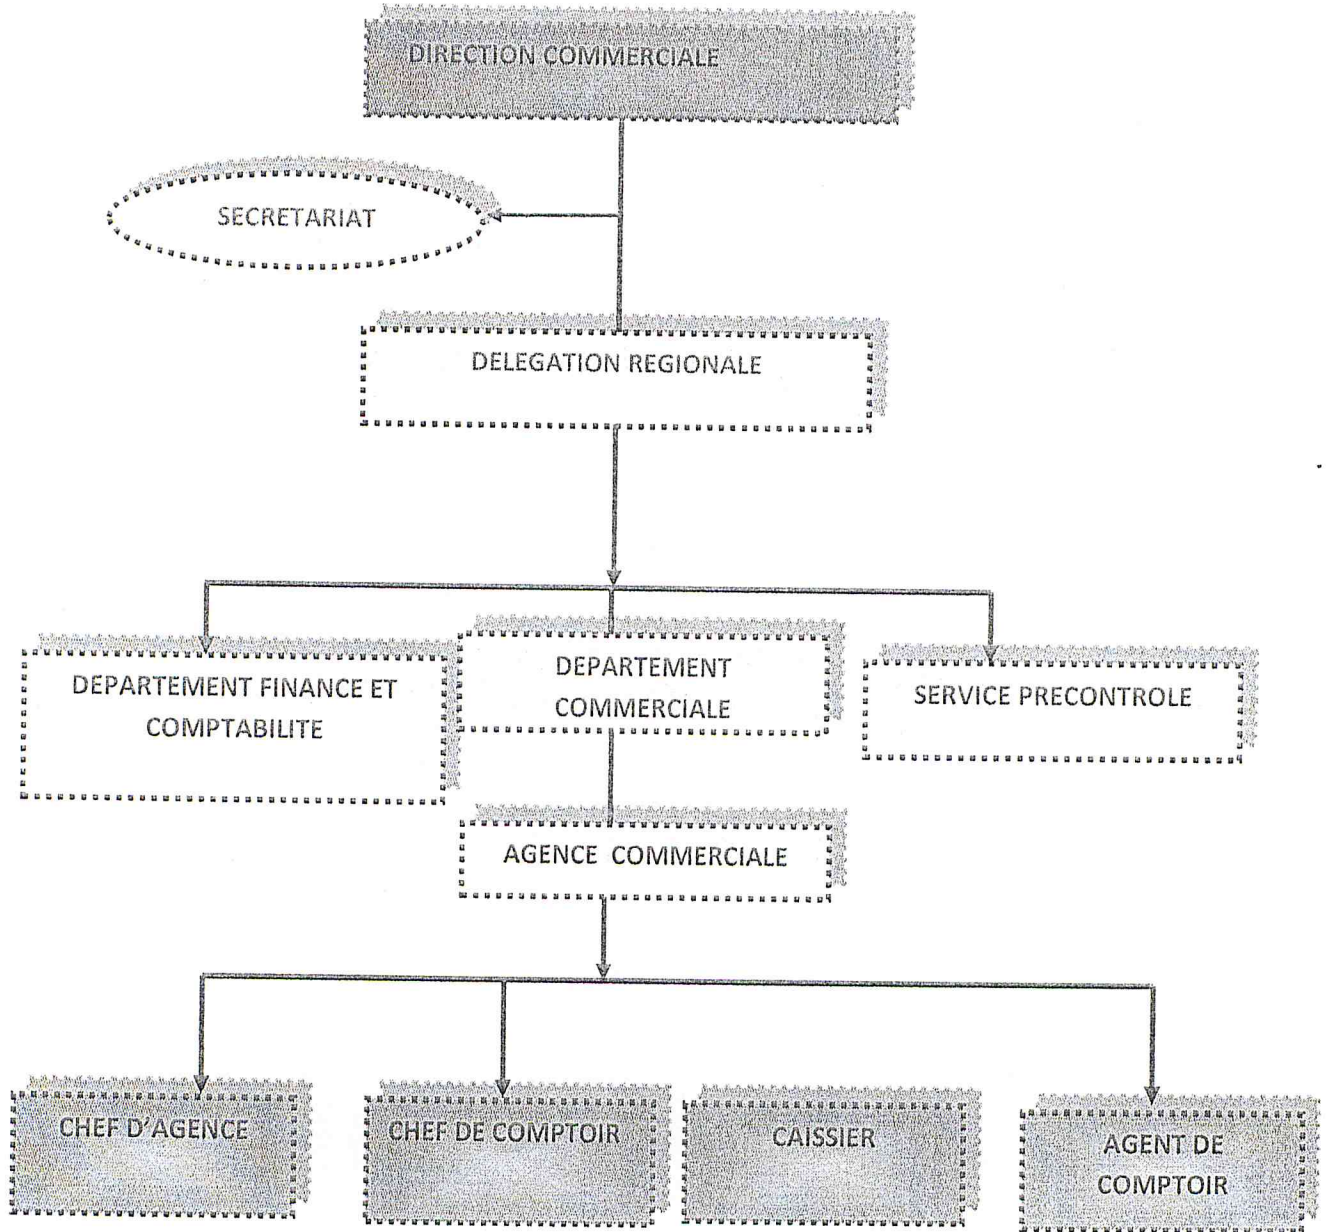 DIRECTION COMMERCIALE
SECRETARIAT
DELEGATION REGIONALE
DEPARTEMENT FINANCE ET
COMPTABILITE
DEPARTEMENT
COMMERCIALE
SERVICE PRECONTROLE
AGENCE COMMERCIALE
CHEF D'AGENCE
CHEF DE COMPTOIR
CAISSIER
AGENT DE
COMPTOIR